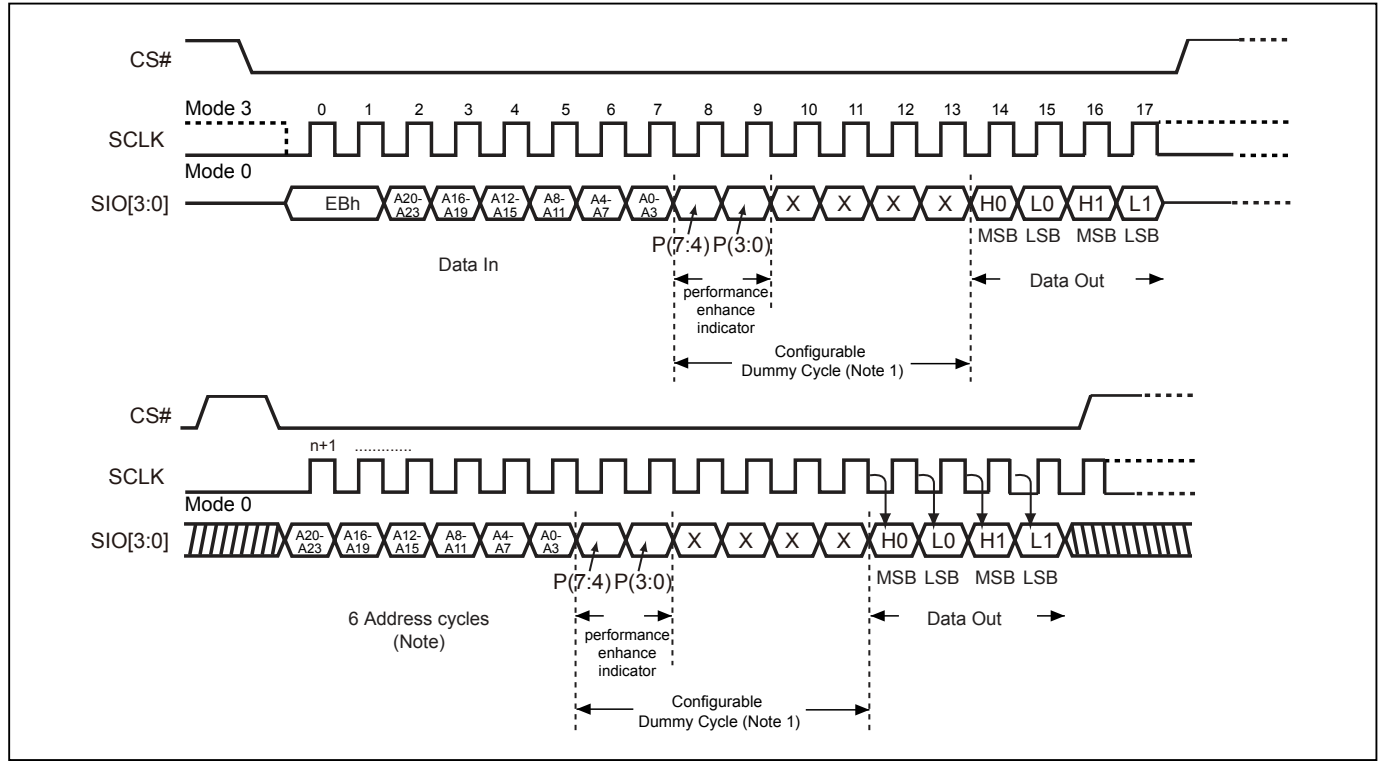 CS#
Mode 3
0 1 2 3 4 5 6 7 8 9 10 11 12 13 14 15 16 17
SCLK
Mode 0
SIO[3:0]
EBh A20-A23 A16-A19 A12-A15 A8-A11 A4-A7 A0-A3 X X X X H0 L0 H1 L1
P(7:4) P(3:0)
MSB LSB MSB LSB
Data In
Data Out
performance
enhance
indicator
Configurable
Dummy Cycle (Note 1)
CS#
n+1 .............
SCLK
Mode 0
SIO[3:0]
A20-A23 A16-A19 A12-A15 A8-A11 A4-A7 A0-A3 X X X X H0 L0 H1 L1
P(7:4) P(3:0)
MSB LSB MSB LSB
6 Address cycles
(Note)
Data Out
performance
enhance
indicator
Configurable
Dummy Cycle (Note 1)